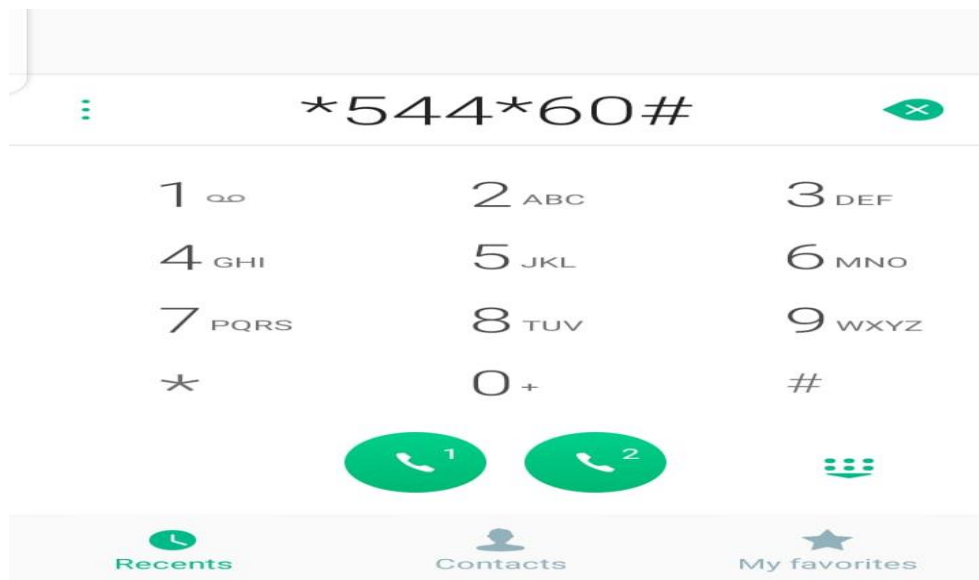 *544*60#
1
2 ABC
3 DEF
4 GHI
5 JKL
6 MNO
7 PQRS
8 TUV
9 WXYZ
*
0 +
#
1
2
Recents
Contacts
My favorites